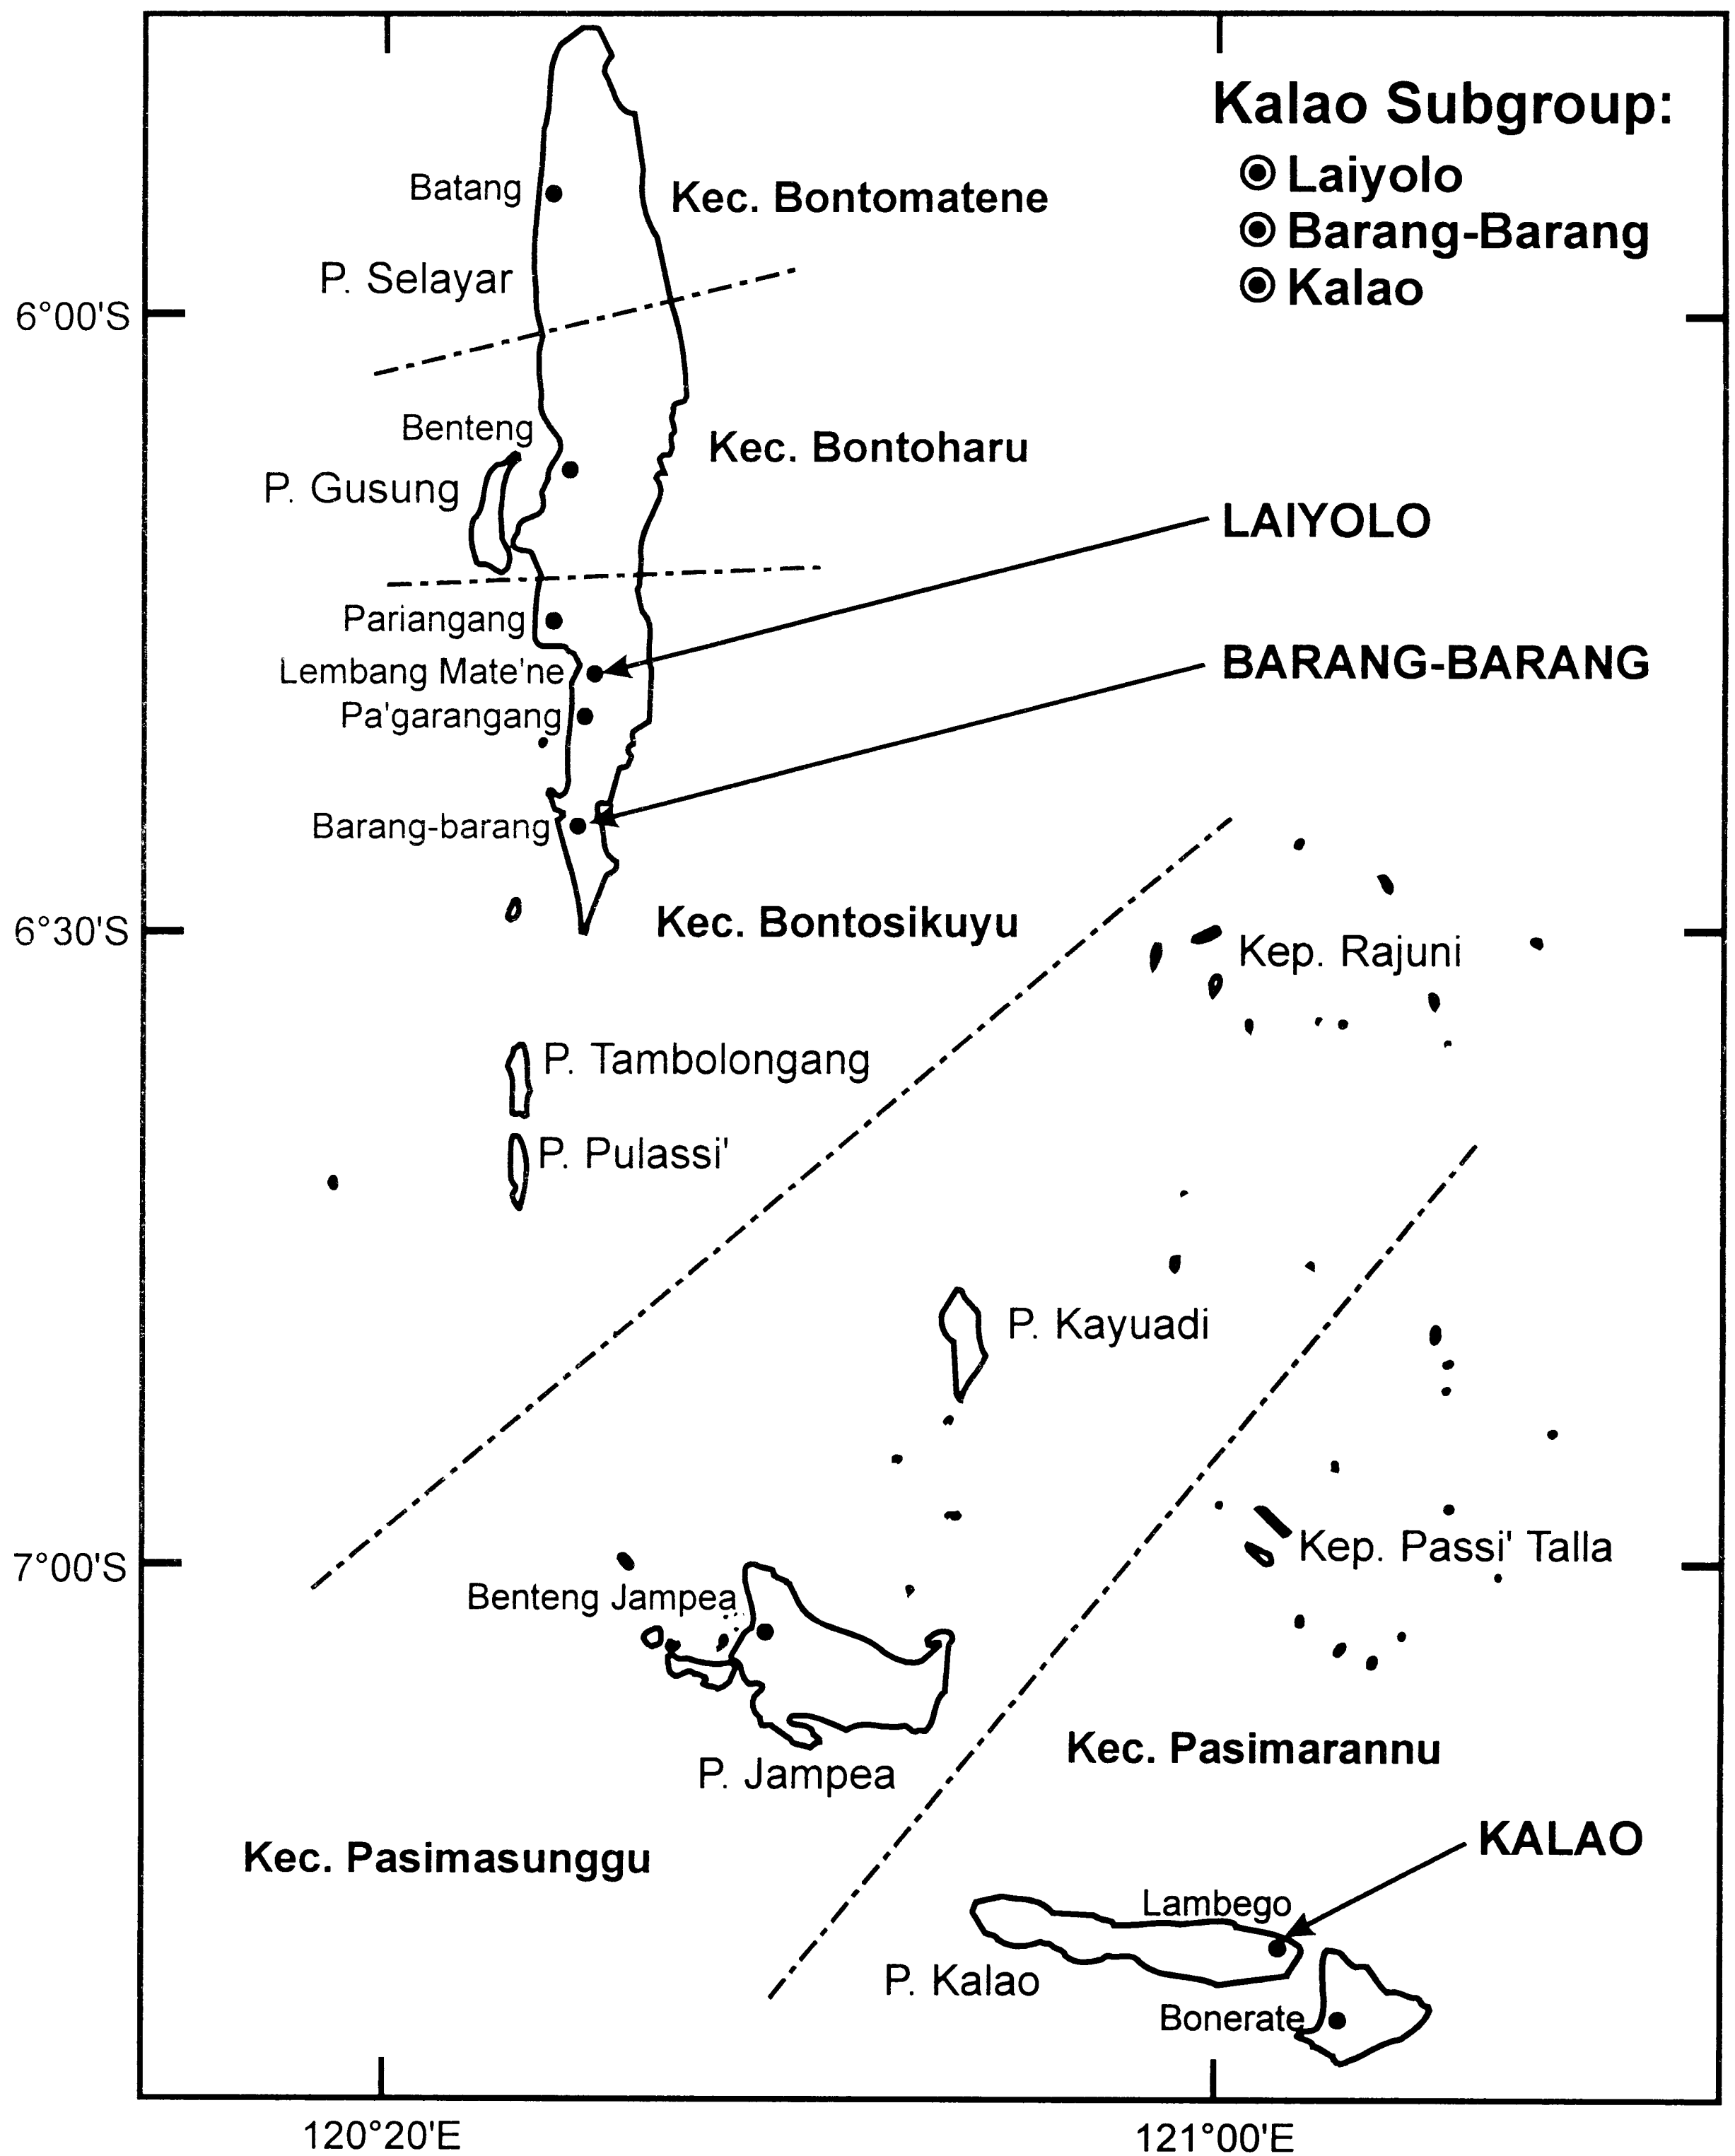 Kalao Subgroup:
Laiyolo
Barang-Barang
Kalao
Batang
Kec. Bontomatene
P. Selayar
6°00'S
Benteng
Kec. Bontoharu
P. Gusung
LAIYOLO
Pariangang
Lembang Mate'ne
BARANG-BARANG
Pa'garangang
Barang-barang
Kec. Bontosikuyu
6°30'S
Kep. Rajuni
P. Tambolongang
P. Pulassi'
P. Kayuadi
Kep. Passi' Talla
7°00'S
Benteng Jampea
Kec. Pasimarannu
P. Jampea
KALAO
Kec. Pasimasunggu
Lambego
P. Kalao
Bonerate
120°20'E
121°00'E